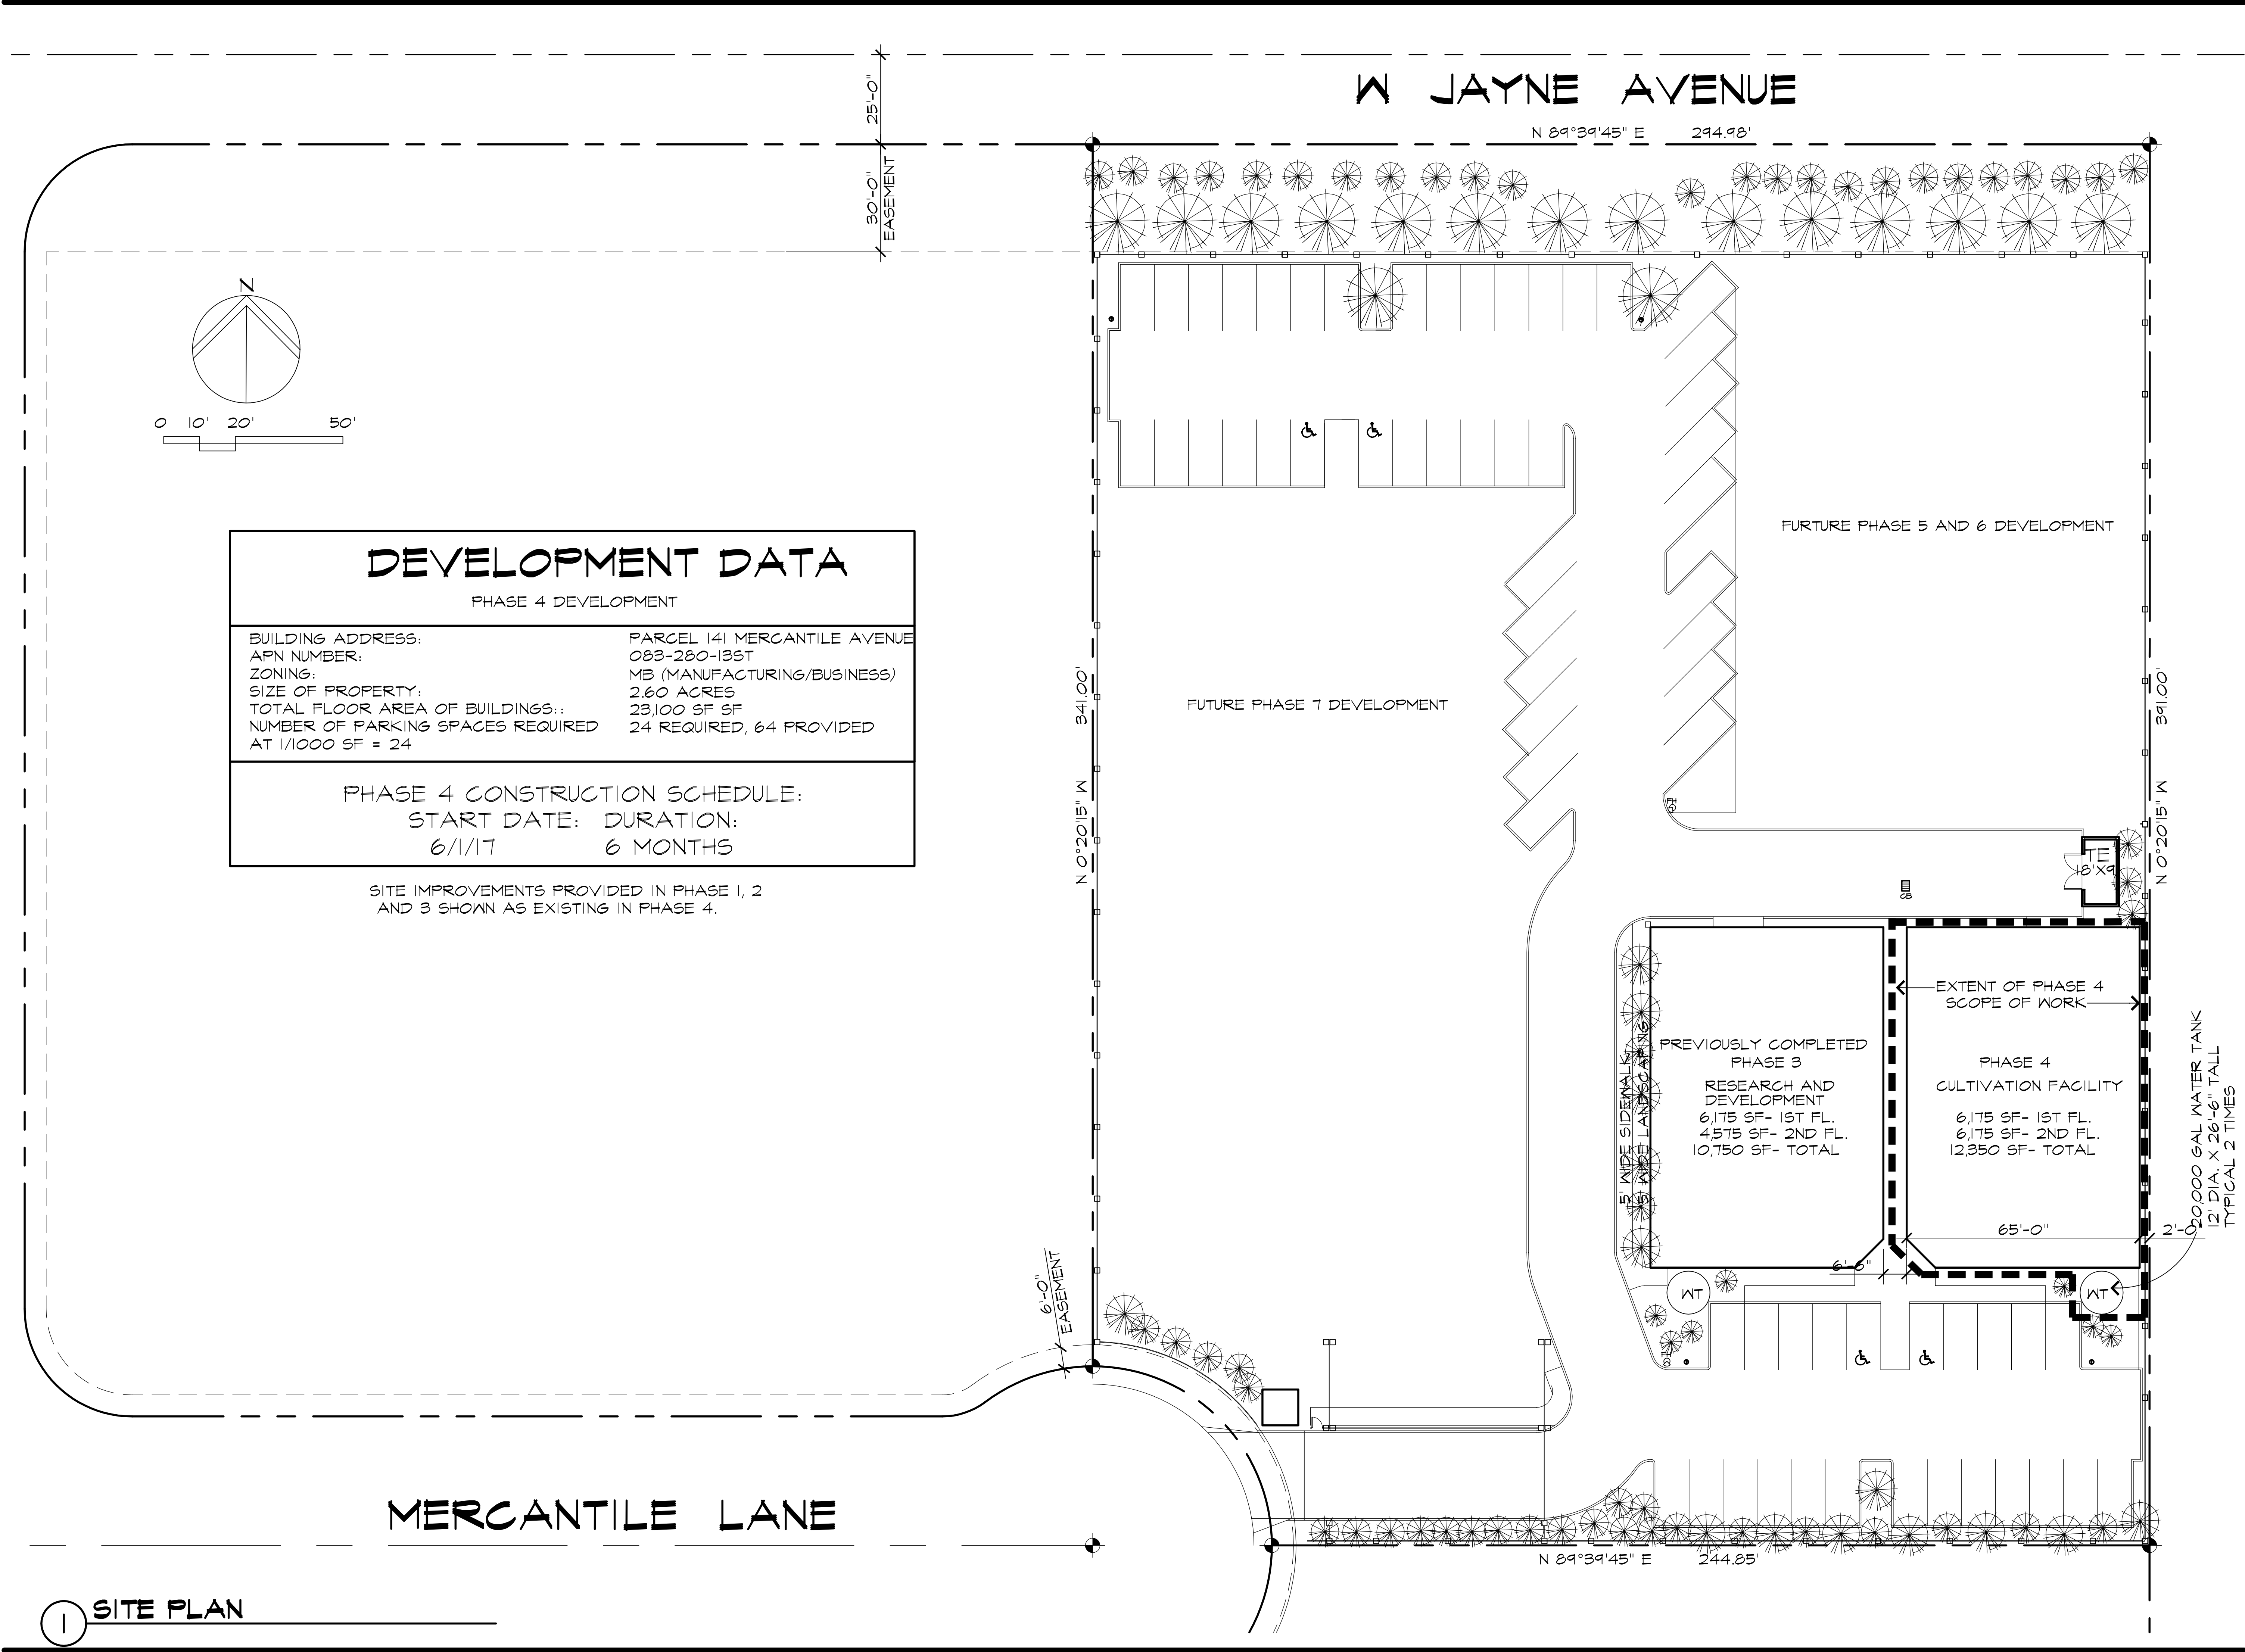 W JAYNE AVENUE
N 89°39'45" E 294.98'
25'-0"
30'-0"
EASEMENT
N
0 10' 20' 50'
DEVELOPMENT DATA
PHASE 4 DEVELOPMENT
BUILDING ADDRESS: PARCEL 141 MERCANTILE AVENUE
APN NUMBER: 083-280-13ST
ZONING: MB (MANUFACTURING/BUSINESS)
SIZE OF PROPERTY: 2.60 ACRES
TOTAL FLOOR AREA OF BUILDINGS:: 23,100 SF SF
NUMBER OF PARKING SPACES REQUIRED 24 REQUIRED, 64 PROVIDED
AT 1/1000 SF = 24
PHASE 4 CONSTRUCTION SCHEDULE:
START DATE: DURATION:
6/1/17 6 MONTHS
SITE IMPROVEMENTS PROVIDED IN PHASE 1, 2
AND 3 SHOWN AS EXISTING IN PHASE 4.
FURTURE PHASE 5 AND 6 DEVELOPMENT
FUTURE PHASE 7 DEVELOPMENT
N 0°20'15" W 341.00'
N 0°20'15" W 391.00'
FH
TE
18'X9'
CB
EXTENT OF PHASE 4
SCOPE OF WORK
PREVIOUSLY COMPLETED
PHASE 3
RESEARCH AND
DEVELOPMENT
6,175 SF- 1ST FL.
4,575 SF- 2ND FL.
10,750 SF- TOTAL
PHASE 4
CULTIVATION FACILITY
6,175 SF- 1ST FL.
6,175 SF- 2ND FL.
12,350 SF- TOTAL
5' WIDE SIDEWALK
5' WIDE LANDSCAPING
20,000 GAL WATER TANK
12' DIA. X 26'-6" TALL
TYPICAL 2 TIMES
65'-0"
2'-0"
6'-6"
WT
WT
FH
6'-0"
EASEMENT
MERCANTILE LANE
N 89°39'45" E 244.85'
1 SITE PLAN